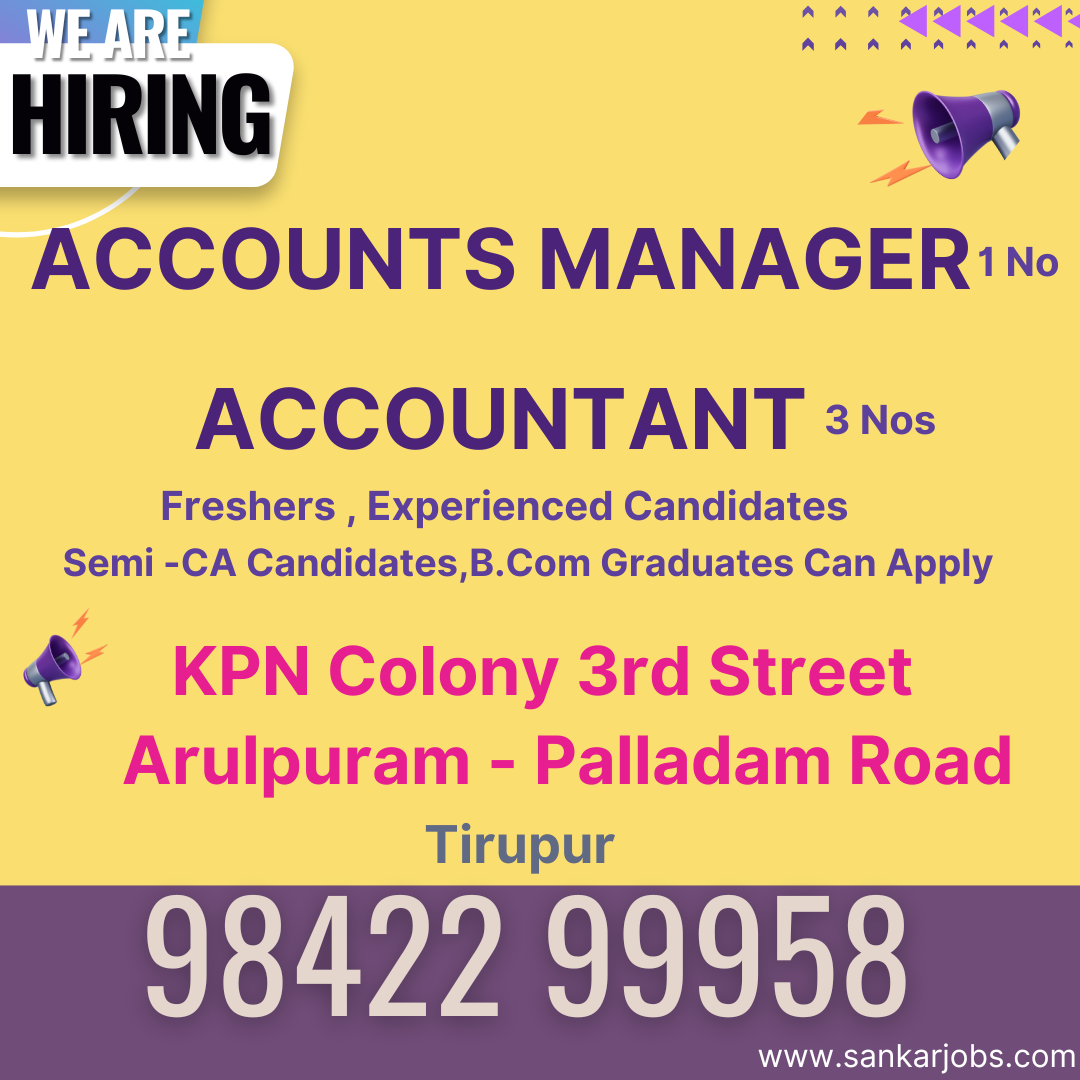 WE ARE
HIRING
ACCOUNTS MANAGER 1 No
ACCOUNTANT 3 Nos
Freshers , Experienced Candidates
Semi -CA Candidates,B.Com Graduates Can Apply
KPN Colony 3rd Street
Arulpuram - Palladam Road
Tirupur
98422 99958
www.sankarjobs.com